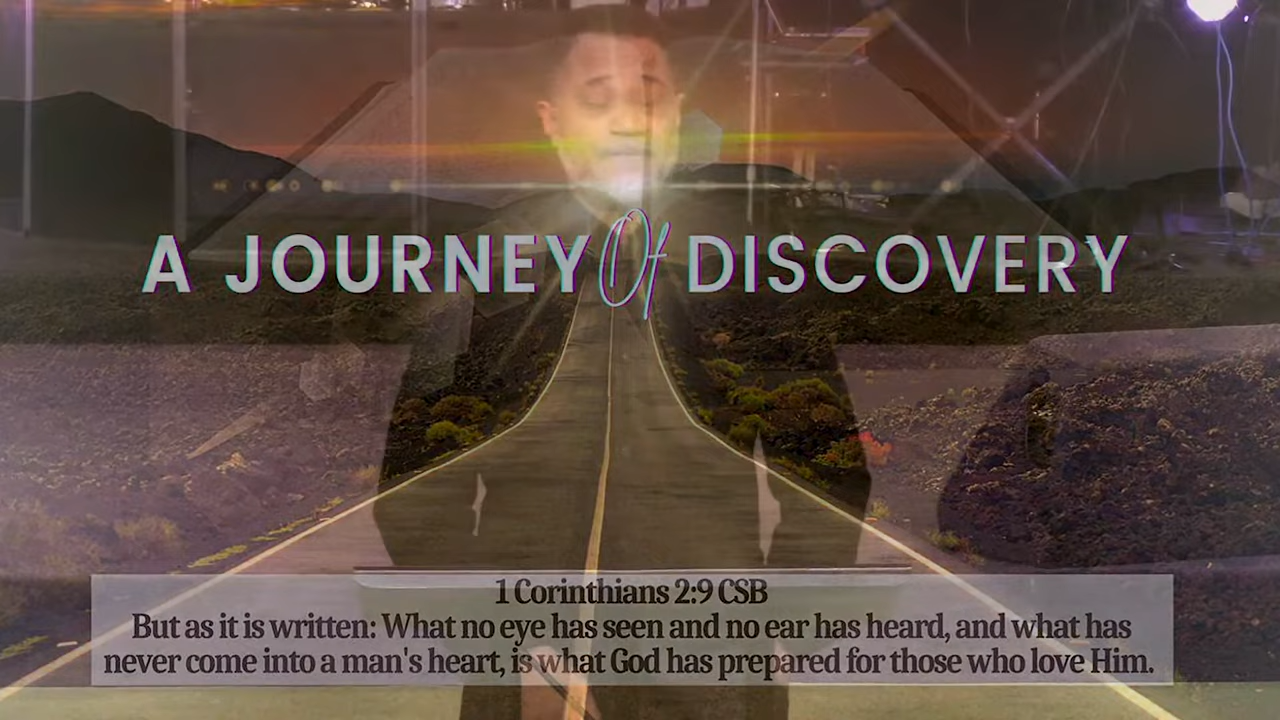 A JOURNEY Of DISCOVERY
1 Corinthians 2:9 CSB
But as it is written: What no eye has seen and no ear has heard, and what has
never come into a man's heart, is what God has prepared for those who love Him.